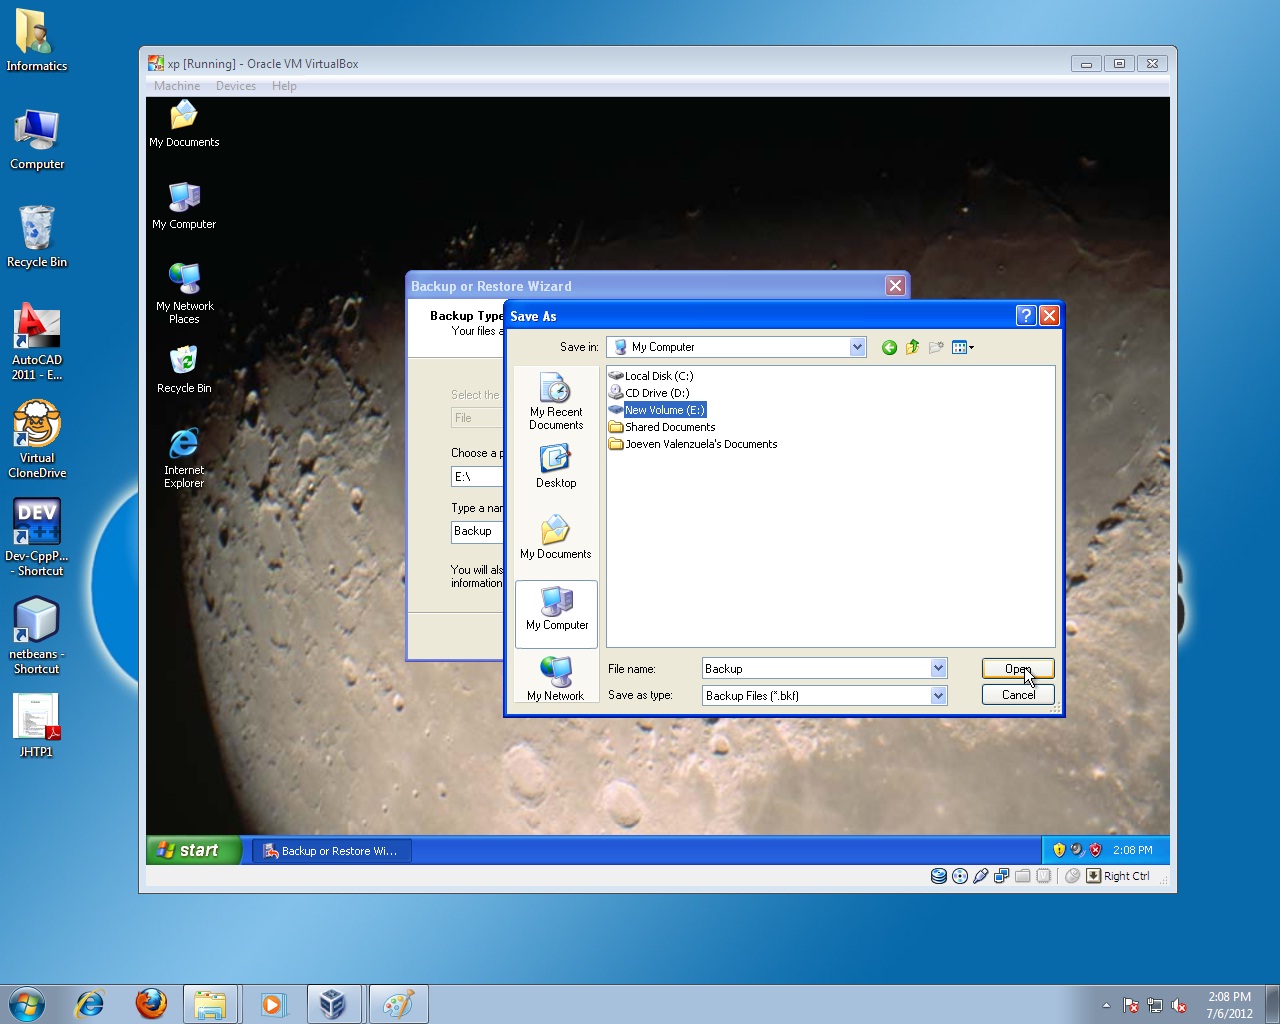 Informatics
Computer
Recycle Bin
AutoCAD
2011 - E...
Virtual
CloneDrive
DEV
Dev-CppP...
- Shortcut
netbeans -
Shortcut
JHTP1
xp [Running] - Oracle VM VirtualBox
Machine Devices Help
My Documents
My Computer
My Network
Places
Recycle Bin
Internet
Explorer
Backup or Restore Wizard
Backup Type
Your files a
Select the
File
Choose a p
E:\
Type a nar
Backup
You will als
information
Save As
Save in:
My Computer
My Recent
Documents
Desktop
My Documents
My Computer
My Network
Local Disk (C:)
CD Drive (D:)
New Volume (E:)
Shared Documents
Joeven Valenzuela's Documents
File name:
Backup
Open
Save as type:
Backup Files (*.bkf)
Cancel
start
Backup or Restore Wi...
2:08 PM
Right Ctrl
2:08 PM
7/6/2012